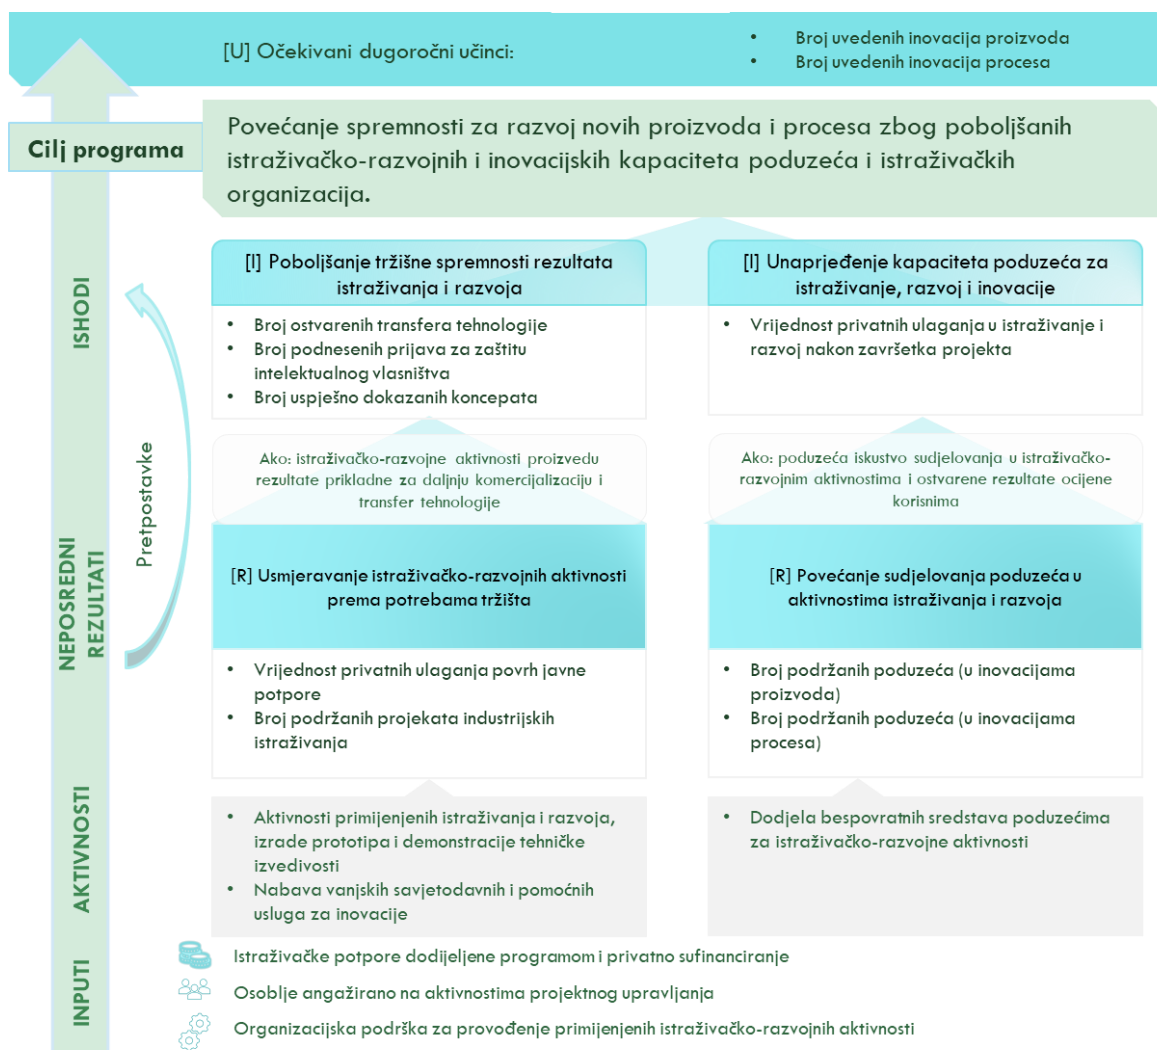 [U] Očekivani dugoročni učinci:
• Broj uvedenih inovacija proizvoda
• Broj uvedenih inovacija procesa
Cilj programa
Povećanje spremnosti za razvoj novih proizvoda i procesa zbog poboljšanih
istraživačko-razvojnih i inovacijskih kapaciteta poduzeća i istraživačkih
organizacija.
ISHODI
[I] Poboljšanje tržišne spremnosti rezultata
istraživanja i razvoja
• Broj ostvarenih transfera tehnologije
• Broj podnesenih prijava za zaštitu
intelektualnog vlasništva
• Broj uspješno dokazanih koncepata
[I] Unaprjeđenje kapaciteta poduzeća za
istraživanje, razvoj i inovacije
• Vrijednost privatnih ulaganja u istraživanje i
razvoj nakon završetka projekta
Pretpostavke
Ako: istraživačko-razvojne aktivnosti proizvedu
rezultate prikladne za daljnju komercijalizaciju i
transfer tehnologije
Ako: poduzeća iskustvo sudjelovanja u istraživačko-
razvojnim aktivnostima i ostvarene rezultate ocijene
korisnima
NEPOSREDNI
REZULTATI
[R] Usmjeravanje istraživačko-razvojnih aktivnosti
prema potrebama tržišta
• Vrijednost privatnih ulaganja povrh javne
potpore
• Broj podržanih projekata industrijskih
istraživanja
[R] Povećanje sudjelovanja poduzeća u
aktivnostima istraživanja i razvoja
• Broj podržanih poduzeća (u inovacijama
proizvoda)
• Broj podržanih poduzeća (u inovacijama
procesa)
AKTIVNOSTI
• Aktivnosti primijenjenih istraživanja i razvoja,
izrade prototipa i demonstracije tehničke
izvedivosti
• Nabava vanjskih savjetodavnih i pomoćnih
usluga za inovacije
• Dodjela bespovratnih sredstava poduzećima
za istraživačko-razvojne aktivnosti
INPUTI
Istraživačke potpore dodijeljene programom i privatno sufinanciranje
Osoblje angažirano na aktivnostima projektnog upravljanja
Organizacijska podrška za provođenje primijenjenih istraživačko-razvojnih aktivnosti